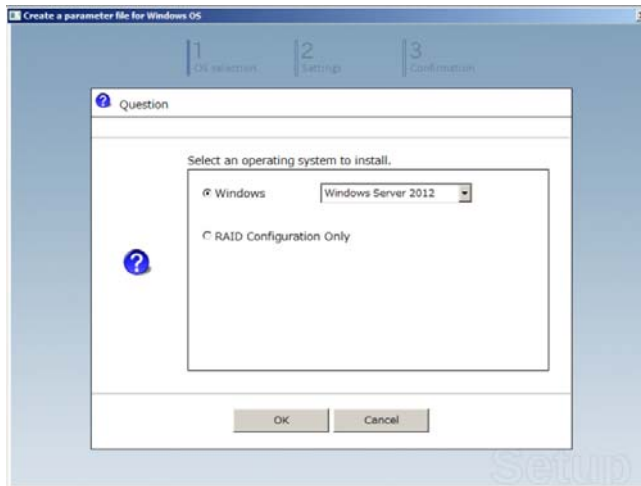 Create a parameter file for Windows OS
1
OS selection
2
Settings
3
Confirmation
Question
Select an operating system to install.
Windows
Windows Server 2012
RAID Configuration Only
OK
Cancel
Setup